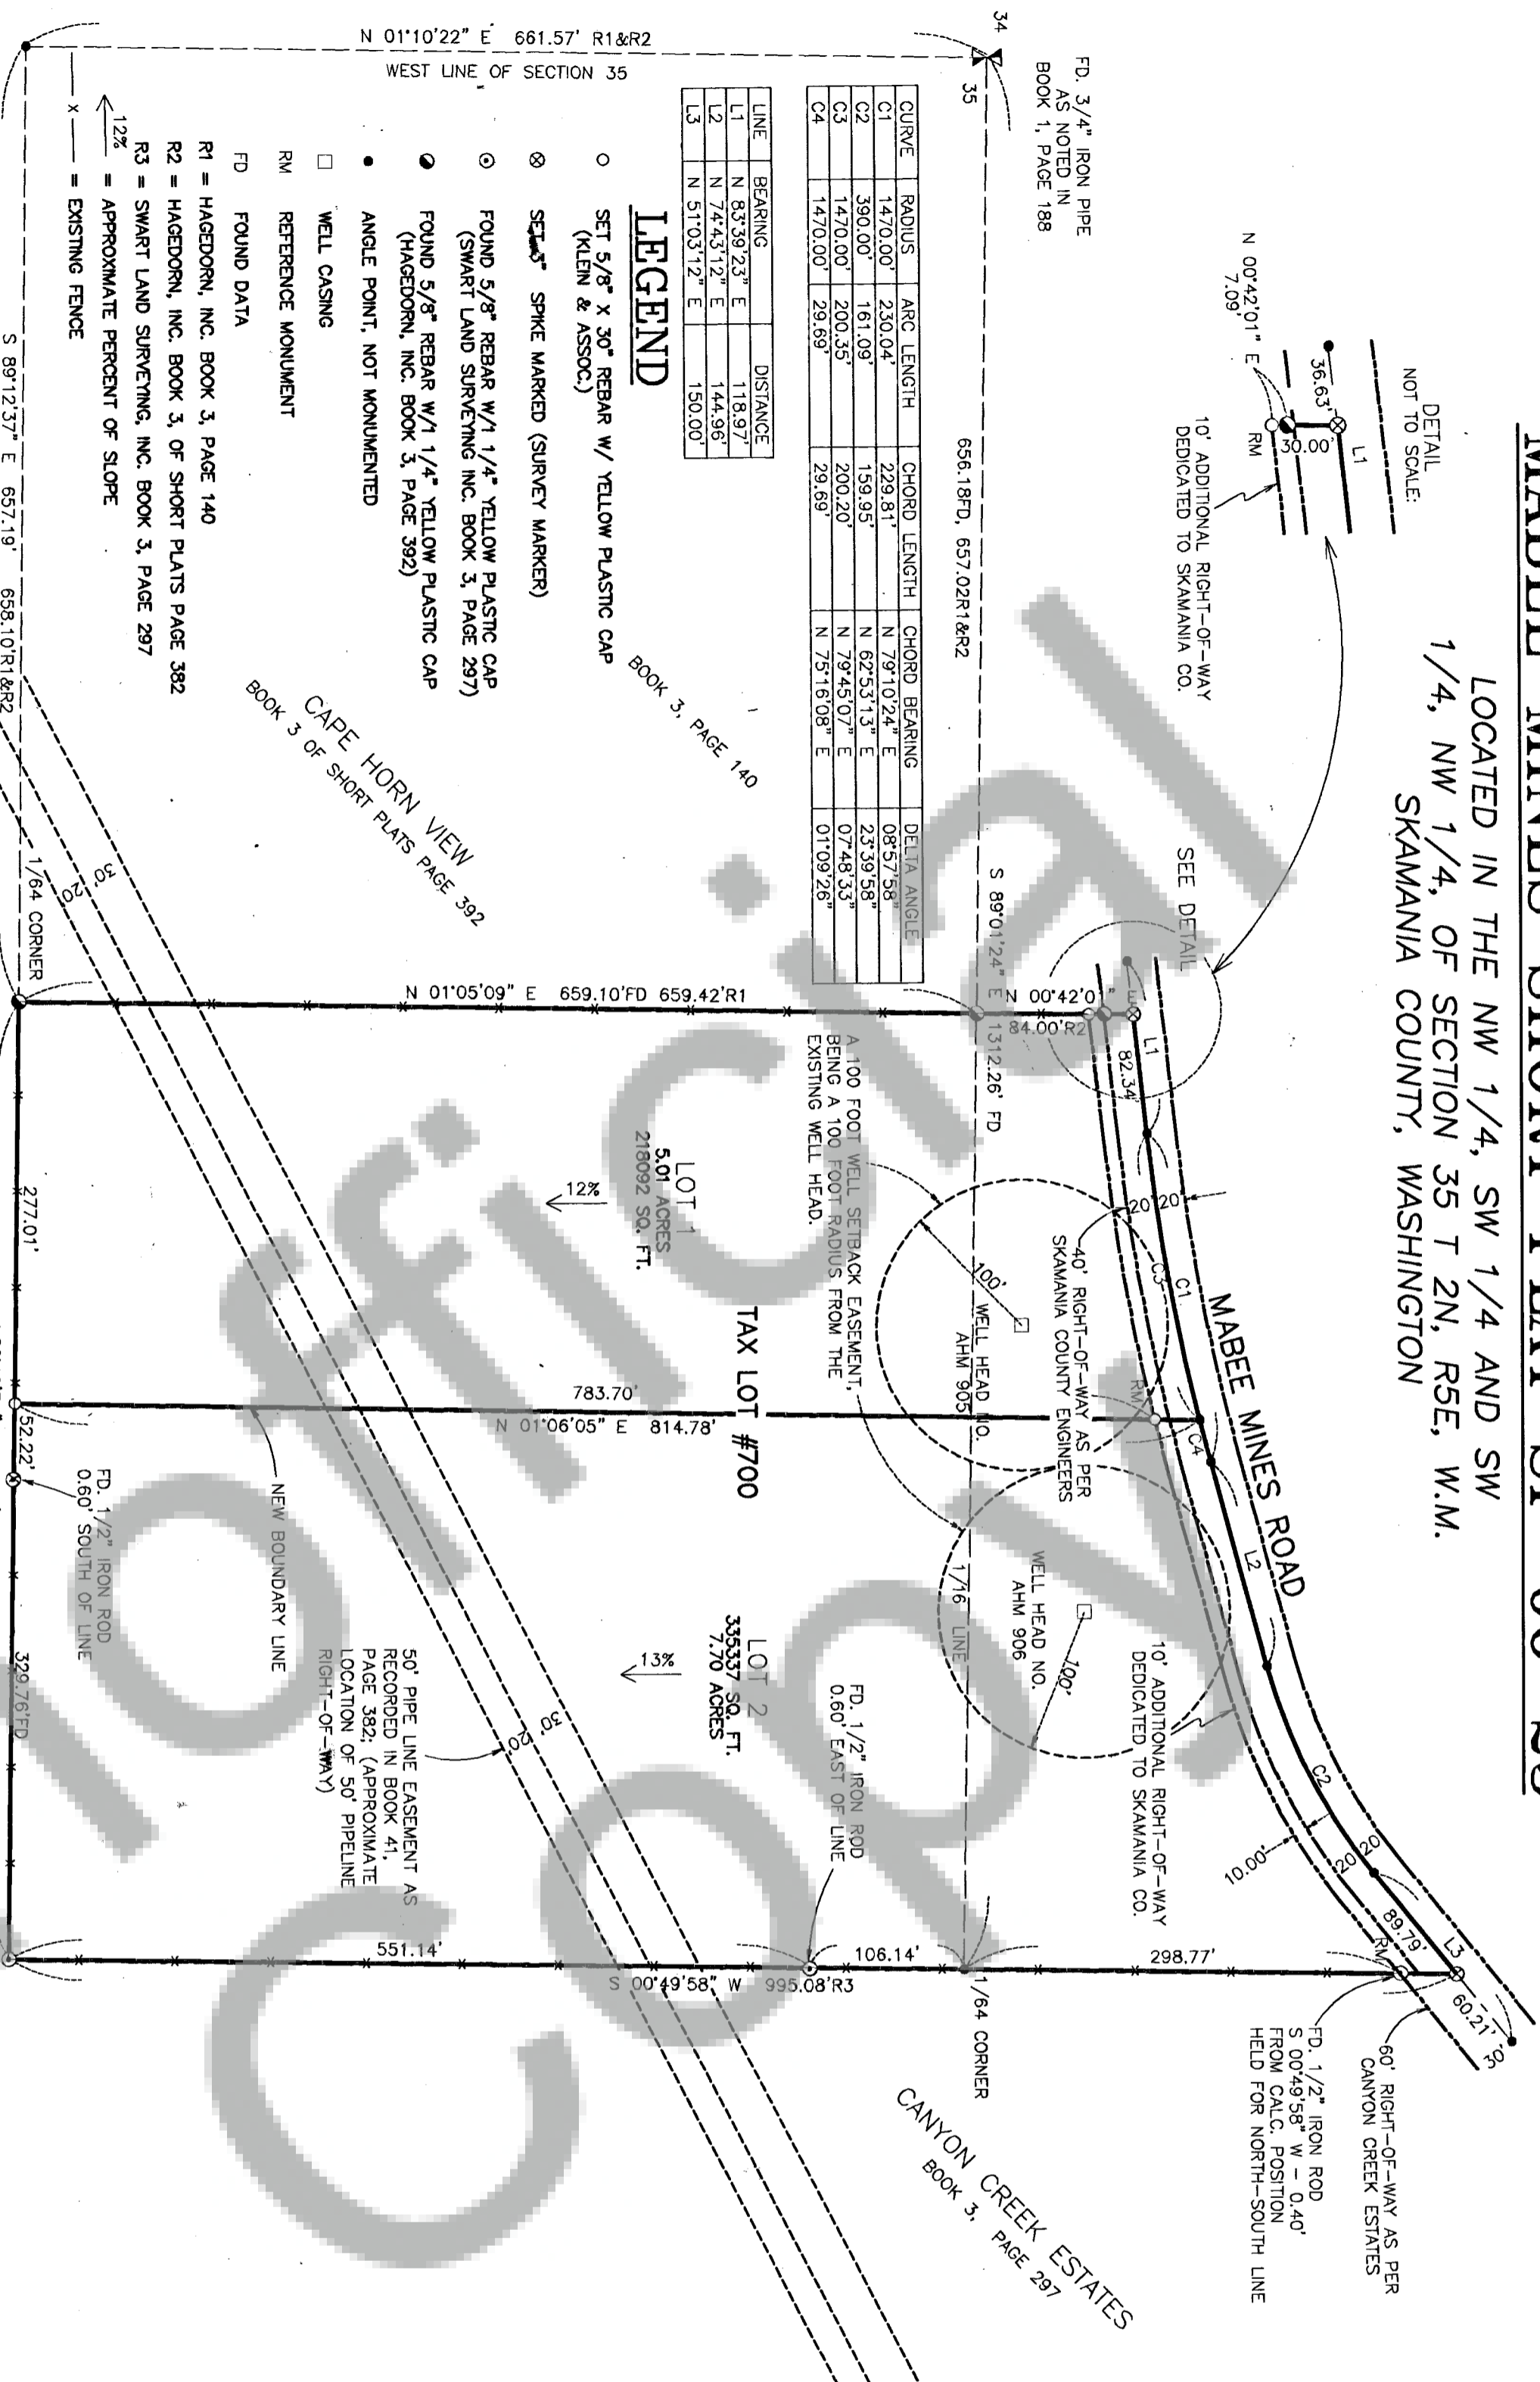 LOCATED IN THE NW 1/4, SW 1/4 AND SW
1/4, NW 1/4, OF SECTION 35 T 2N, R5E, W.M.
SKAMANIA COUNTY, WASHINGTON
DETAIL
NOT TO SCALE:
L1
36.63'
30.00'
RM
N 00°42'01" E
7.09'
10' ADDITIONAL RIGHT-OF-WAY
DEDICATED TO SKAMANIA CO.
SEE DETAIL
FD. 3/4" IRON PIPE
AS NOTED IN
BOOK 1, PAGE 188
34
35
656.18FD, 657.02R1&R2
S 89°01'24" E 1312.26' FD
N 01°10'22" E 661.57' R1&R2
WEST LINE OF SECTION 35
CURVE RADIUS ARC LENGTH CHORD LENGTH CHORD BEARING DELTA ANGLE
C1 1470.00' 230.04' 229.81' N 79°10'24" E 08°57'58"
C2 390.00' 161.09' 159.95' N 62°53'13" E 23°39'58"
C3 1470.00' 200.35' 200.20' N 79°45'07" E 07°48'33"
C4 1470.00' 29.69' 29.69' N 75°16'08" E 01°09'26"
LINE BEARING DISTANCE
L1 N 83°39'23" E 118.97'
L2 N 74°43'12" E 144.96'
L3 N 51°03'12" E 150.00'
LEGEND
SET 5/8" X 30" REBAR W/ YELLOW PLASTIC CAP
(KLEIN & ASSOC.)
SET 3" SPIKE MARKED (SURVEY MARKER)
FOUND 5/8" REBAR W/1 1/4" YELLOW PLASTIC CAP
(SWART LAND SURVEYING INC. BOOK 3, PAGE 297)
FOUND 5/8" REBAR W/1 1/4" YELLOW PLASTIC CAP
(HAGEDORN, INC. BOOK 3, PAGE 392)
ANGLE POINT, NOT MONUMENTED
WELL CASING
RM REFERENCE MONUMENT
FD FOUND DATA
R1 = HAGEDORN, INC. BOOK 3, PAGE 140
R2 = HAGEDORN, INC. BOOK 3, OF SHORT PLATS PAGE 382
R3 = SWART LAND SURVEYING, INC. BOOK 3, PAGE 297
12% = APPROXIMATE PERCENT OF SLOPE
x = EXISTING FENCE
BOOK 3, PAGE 140
CAPE HORN VIEW
BOOK 3 OF SHORT PLATS PAGE 392
S 89°12'37" E 657.19' 658.10'R1&R2
1/64 CORNER
30'
20'
N 01°05'09" E 659.10'FD 659.42'R1
N 00°42'0
84.00'R2
L1
82.34'
20'
20'
C3
C1
MABEE MINES ROAD
40' RIGHT-OF-WAY AS PER
SKAMANIA COUNTY ENGINEERS
A 100 FOOT WELL SETBACK EASEMENT,
BEING A 100 FOOT RADIUS FROM THE
EXISTING WELL HEAD.
100'
WELL HEAD NO.
AHM 905
RM
C4
L2
LOT 1
5.01 ACRES
218092 SQ. FT.
12%
TAX LOT #700
783.70'
N 01°06'05" E 814.78'
277.01'
52.22'
NEW BOUNDARY LINE
FD. 1/2" IRON ROD
0.60' SOUTH OF LINE
329.76'FD
WELL HEAD NO.
AHM 906
100'
1/16 LINE
10' ADDITIONAL RIGHT-OF-WAY
DEDICATED TO SKAMANIA CO.
LOT 2
335337 SQ. FT.
7.70 ACRES
13%
FD. 1/2" IRON ROD
0.60' EAST OF LINE
50' PIPE LINE EASEMENT AS
RECORDED IN BOOK 41,
PAGE 382; (APPROXIMATE
LOCATION OF 50' PIPELINE
RIGHT-OF-WAY)
30'
20'
C2
10.00'
20
20
89.79'
L3
RM
60.21'
30'
551.14'
106.14'
298.77'
S 00°49'58" W 995.08'R3
1/64 CORNER
60' RIGHT-OF-WAY AS PER
CANYON CREEK ESTATES
FD. 1/2" IRON ROD
S 00°49'58" W - 0.40'
FROM CALC. POSITION
HELD FOR NORTH-SOUTH LINE
CANYON CREEK ESTATES
BOOK 3, PAGE 297
Unofficial
Copy